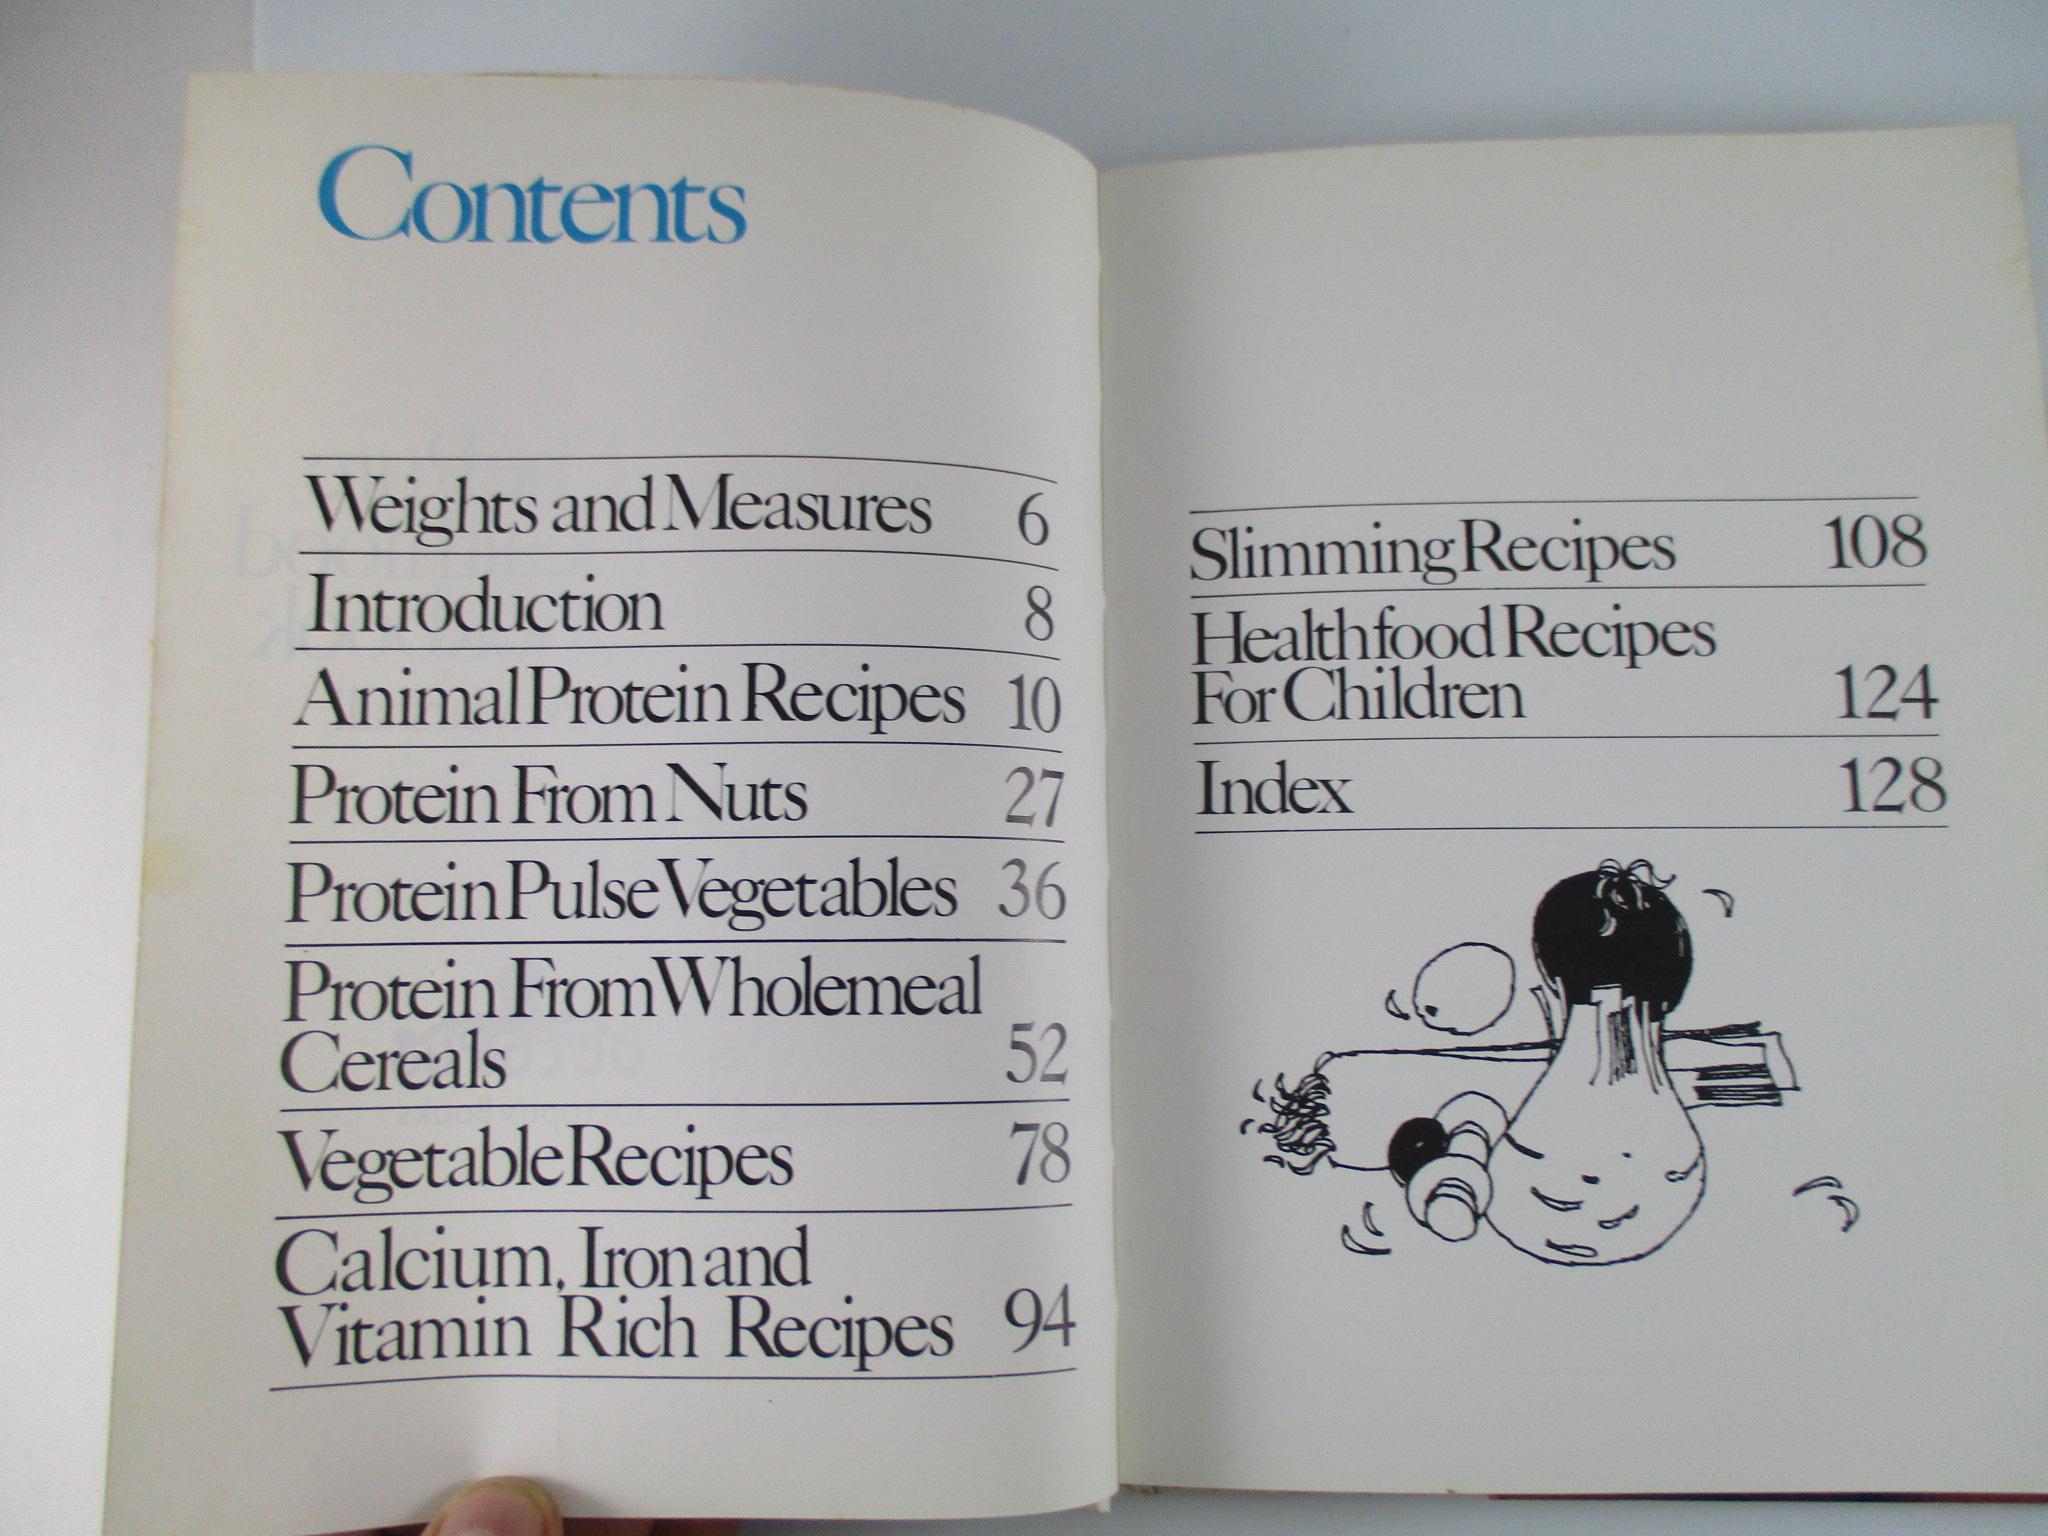 Contents
Weights and Measures 6
Introduction 8
Animal Protein Recipes 10
Protein From Nuts 27
Protein Pulse Vegetables 36
Protein From Wholemeal
Cereals 52
Vegetable Recipes 78
Calcium, Iron and
Vitamin Rich Recipes 94
Slimming Recipes 108
Healthfood Recipes
For Children 124
Index 128